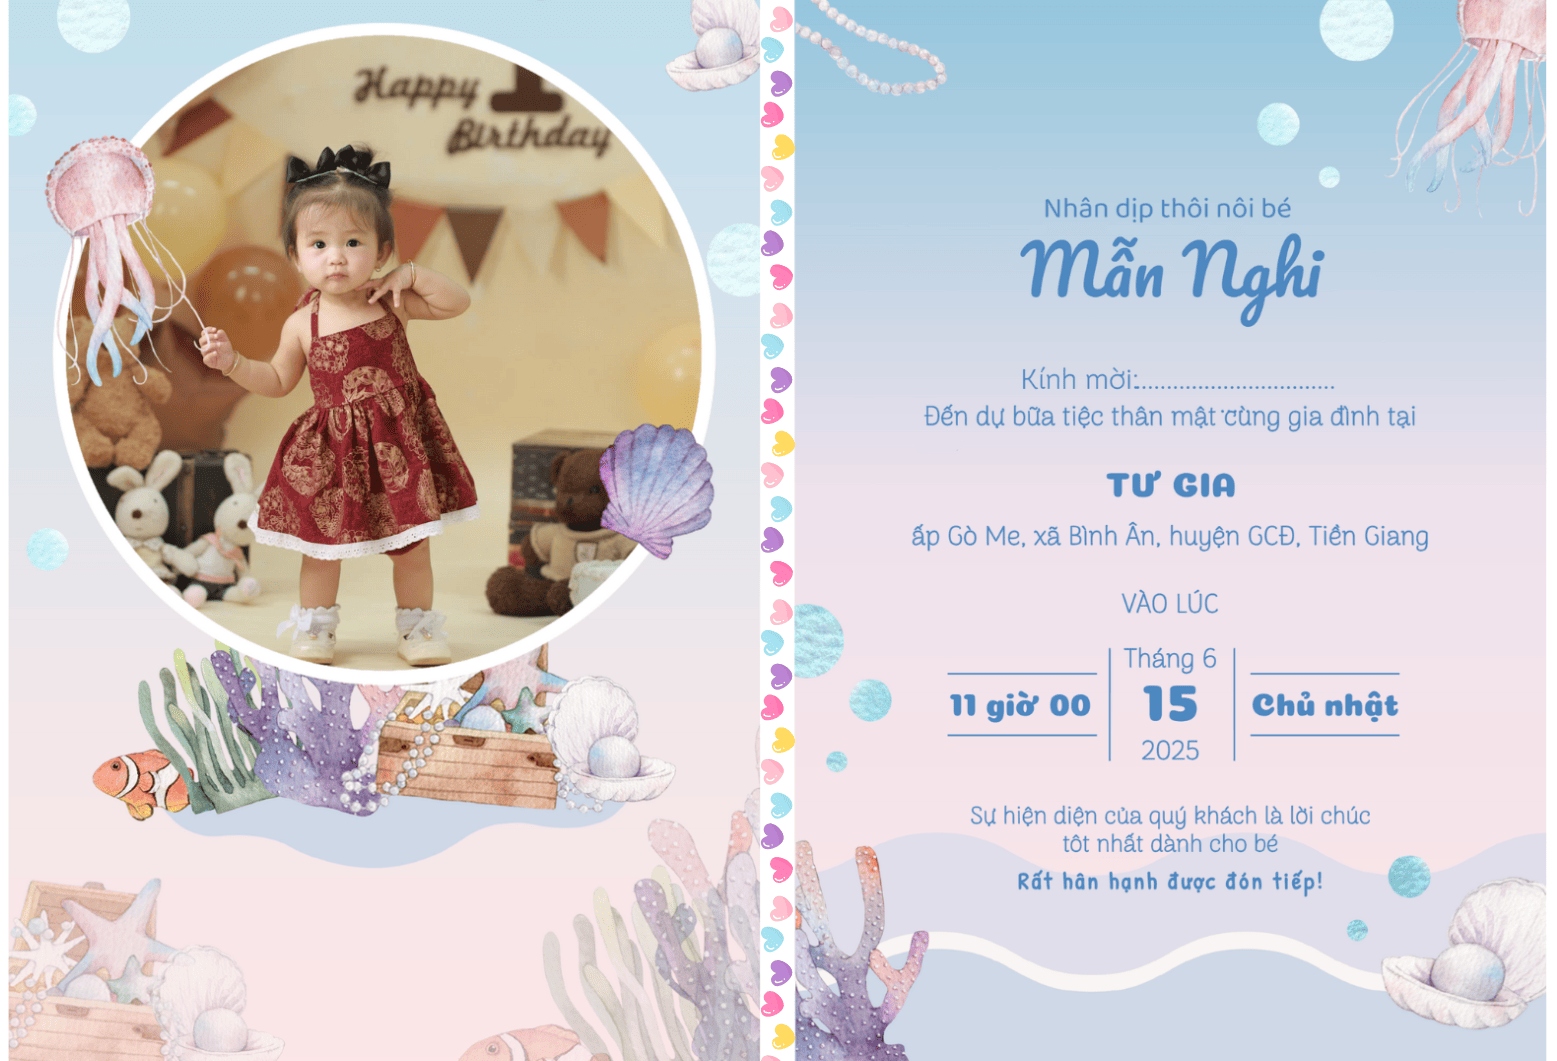 Happy 1
Birthday
Nhân dịp thôi nôi bé
Mẫn Nghi
Kính mời:...............................
Đến dự bữa tiệc thân mật cùng gia đình tại
TƯ GIA
ấp Gò Me, xã Bình Ân, huyện GCĐ, Tiền Giang
VÀO LÚC
11 giờ 00
Tháng 6
15
2025
Chủ nhật
Sự hiện diện của quý khách là lời chúc
tôt nhất dành cho bé
Rất hân hạnh được đón tiếp!